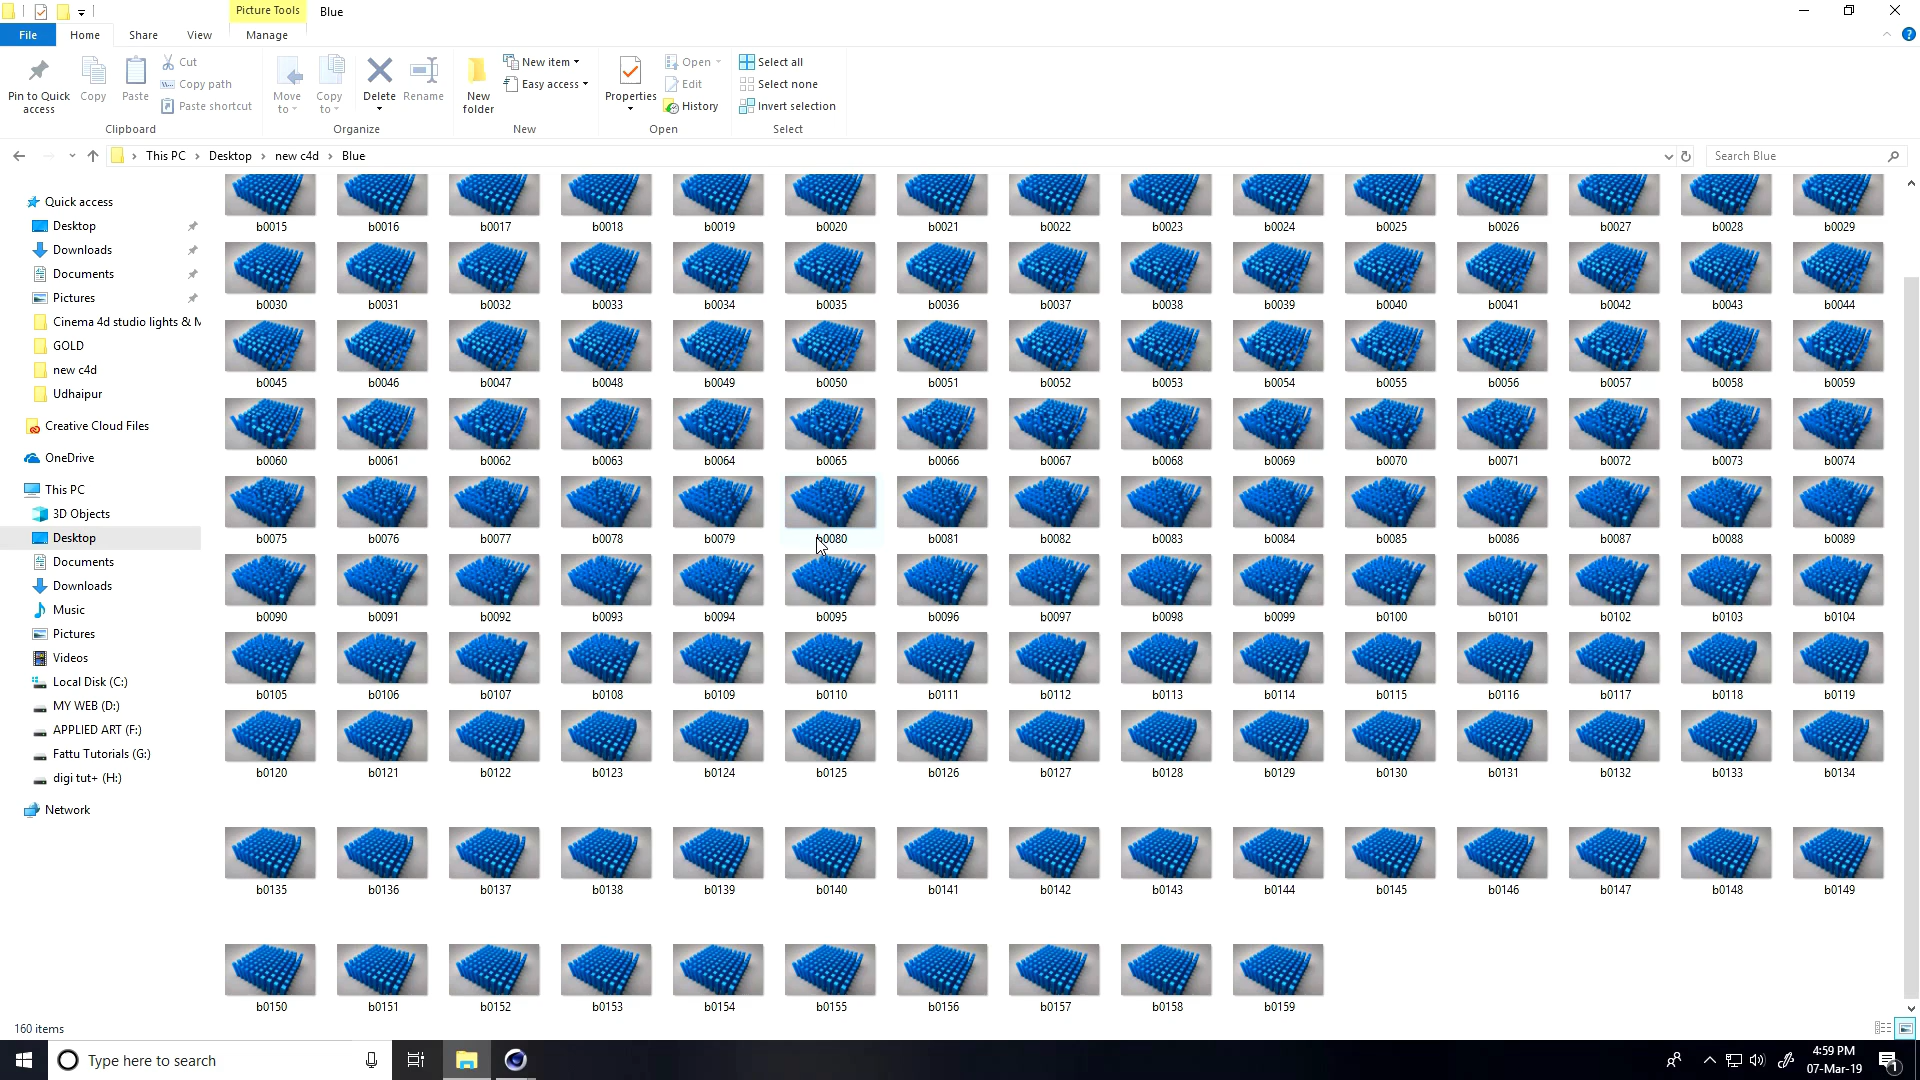 Picture Tools
Blue
File
Home
Share
View
Manage
Pin to Quick access
Copy
Paste
Cut
Copy path
Paste shortcut
Clipboard
Move to
Copy to
Delete
Rename
Organize
New folder
New item
Easy access
New
Properties
Open
Edit
History
Open
Select all
Select none
Invert selection
Select
This PC
Desktop
new c4d
Blue
Search Blue
Quick access
Desktop
Downloads
Documents
Pictures
Cinema 4d studio lights & M
GOLD
new c4d
Udhaipur
Creative Cloud Files
OneDrive
This PC
3D Objects
Desktop
Documents
Downloads
Music
Pictures
Videos
Local Disk (C:)
MY WEB (D:)
APPLIED ART (F:)
Fattu Tutorials (G:)
digi tut+ (H:)
Network
b0015 b0016 b0017 b0018 b0019 b0020 b0021 b0022 b0023 b0024 b0025 b0026 b0027 b0028 b0029
b0030 b0031 b0032 b0033 b0034 b0035 b0036 b0037 b0038 b0039 b0040 b0041 b0042 b0043 b0044
b0045 b0046 b0047 b0048 b0049 b0050 b0051 b0052 b0053 b0054 b0055 b0056 b0057 b0058 b0059
b0060 b0061 b0062 b0063 b0064 b0065 b0066 b0067 b0068 b0069 b0070 b0071 b0072 b0073 b0074
b0075 b0076 b0077 b0078 b0079 b0080 b0081 b0082 b0083 b0084 b0085 b0086 b0087 b0088 b0089
b0090 b0091 b0092 b0093 b0094 b0095 b0096 b0097 b0098 b0099 b0100 b0101 b0102 b0103 b0104
b0105 b0106 b0107 b0108 b0109 b0110 b0111 b0112 b0113 b0114 b0115 b0116 b0117 b0118 b0119
b0120 b0121 b0122 b0123 b0124 b0125 b0126 b0127 b0128 b0129 b0130 b0131 b0132 b0133 b0134
b0135 b0136 b0137 b0138 b0139 b0140 b0141 b0142 b0143 b0144 b0145 b0146 b0147 b0148 b0149
b0150 b0151 b0152 b0153 b0154 b0155 b0156 b0157 b0158 b0159
160 items
Type here to search
4:59 PM
07-Mar-19
1